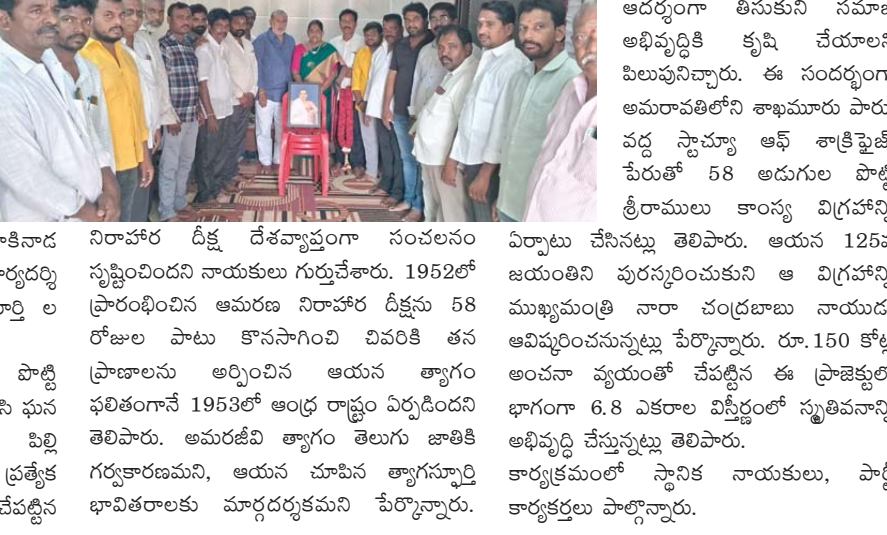 ాకినాడ
ార్యదర్శి
ార్తి ల
పొట్టి
సి ఘన
పిల్లి
ప్రత్యేక
చేపట్టిన
నిరాహార దీక్ష దేశవ్యాప్తంగా సంచలనం
సృష్టించిందని నాయకులు గుర్తుచేశారు. 1952లో
ప్రారంభించిన ఆమరణ నిరాహార దీక్షను 58
రోజుల పాటు కొనసాగించి చివరికి తన
ప్రాణాలను అర్పించిన ఆయన త్యాగం
ఫలితంగానే 1953లో ఆంధ్ర రాష్ట్రం ఏర్పడిందని
తెలిపారు. అమరజీవి త్యాగం తెలుగు జాతికి
గర్వకారణమని, ఆయన చూపిన త్యాగస్ఫూర్తి
భావితరాలకు మార్గదర్శకమని పేర్కొన్నారు.
ఆదర్శంగా తీసుకుని సమాజ
అభివృద్ధికి కృషి చేయాలని
పిలుపునిచ్చారు. ఈ సందర్భంగా
అమరావతిలోని శాఖమూరు పార్కు
వద్ద స్టాచ్యూ ఆఫ్ శాక్రిఫైజ్
పేరుతో 58 అడుగుల పొట్టి
శ్రీరాములు కాంస్య విగ్రహాన్ని
ఏర్పాటు చేసినట్లు తెలిపారు. ఆయన 125వ
జయంతిని పురస్కరించుకుని ఆ విగ్రహాన్ని
ముఖ్యమంత్రి నారా చంద్రబాబు నాయుడు
ఆవిష్కరించనున్నట్లు పేర్కొన్నారు. రూ.150 కోట్ల
అంచనా వ్యయంతో చేపట్టిన ఈ ప్రాజెక్టులో
భాగంగా 6.8 ఎకరాల విస్తీర్ణంలో స్మృతివనాన్ని
అభివృద్ధి చేస్తున్నట్లు తెలిపారు.
కార్యక్రమంలో స్థానిక నాయకులు, పార్టీ
కార్యకర్తలు పాల్గొన్నారు.